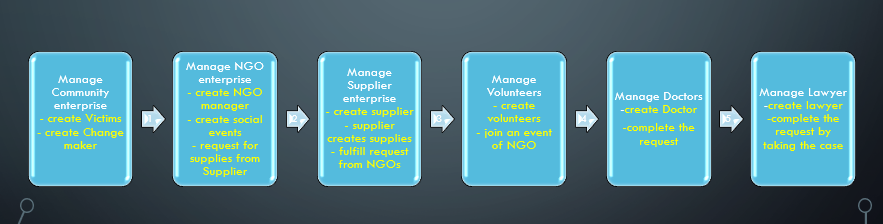 Manage
Community
enterprise
- create Victims
- create Change
maker
Manage NGO
enterprise
- create NGO
manager
- create social
events
- request for
supplies from
Supplier
Manage
Supplier
enterprise
- create supplier
- supplier
creates supplies
- fulfill request
from NGOs
Manage
Volunteers
- create
volunteers
- join an event
of NGO
Manage Doctors
-create Doctor
-complete the
request
Manage Lawyer
-create lawyer
-complete the
request by
taking the case